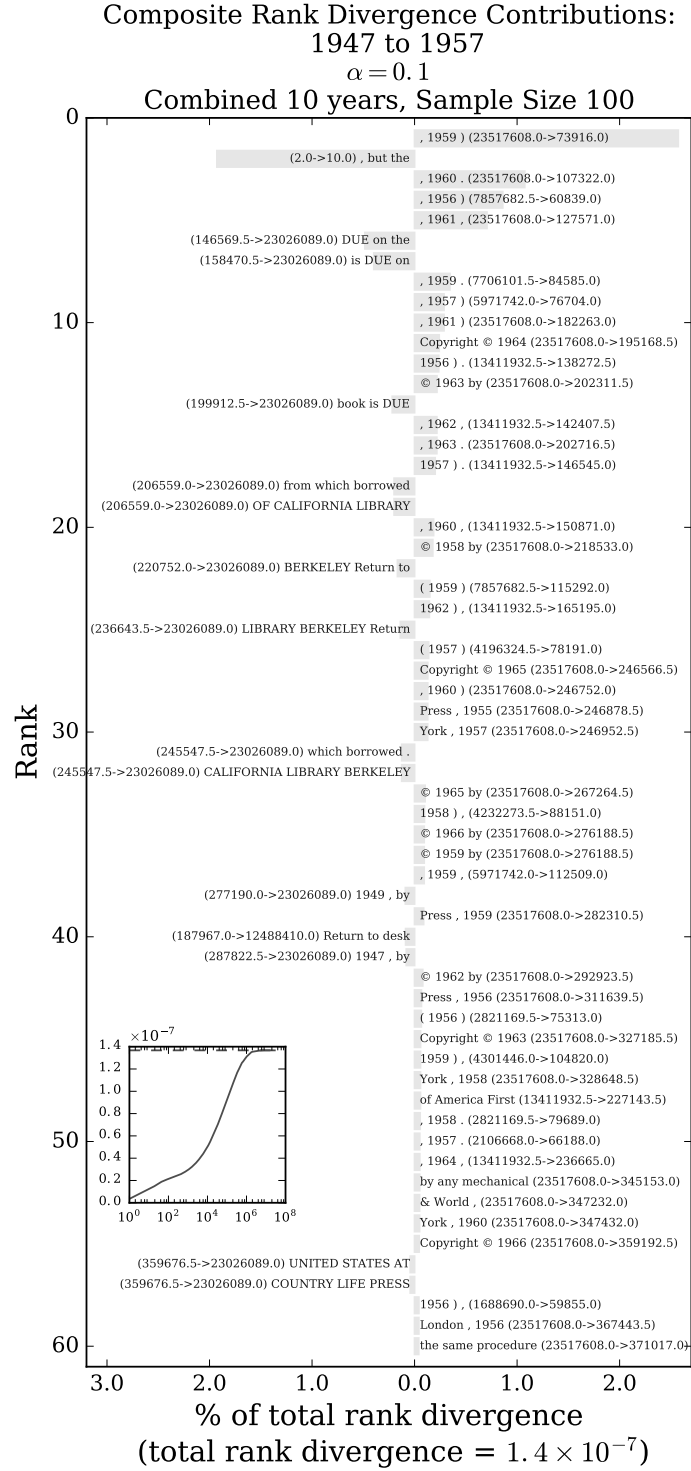 Composite Rank Divergence Contributions:
1947 to 1957
α = 0.1
Combined 10 years, Sample Size 100
0
, 1959 ) (23517608.0->73916.0)
(2.0->10.0) , but the
, 1960 . (23517608.0->107322.0)
, 1956 ) (7857682.5->60839.0)
, 1961 , (23517608.0->127571.0)
(146569.5->23026089.0) DUE on the
(158470.5->23026089.0) is DUE on
, 1959 . (7706101.5->84585.0)
, 1957 ) (5971742.0->76704.0)
10
, 1961 ) (23517608.0->182263.0)
Copyright © 1964 (23517608.0->195168.5)
1956 ) . (13411932.5->138272.5)
© 1963 by (23517608.0->202311.5)
(199912.5->23026089.0) book is DUE
, 1962 , (13411932.5->142407.5)
, 1963 . (23517608.0->202716.5)
1957 ) . (13411932.5->146545.0)
(206559.0->23026089.0) from which borrowed
(206559.0->23026089.0) OF CALIFORNIA LIBRARY
20
, 1960 , (13411932.5->150871.0)
© 1958 by (23517608.0->218533.0)
(220752.0->23026089.0) BERKELEY Return to
( 1959 ) (7857682.5->115292.0)
1962 ) , (13411932.5->165195.0)
(236643.5->23026089.0) LIBRARY BERKELEY Return
( 1957 ) (4196324.5->78191.0)
Copyright © 1965 (23517608.0->246566.5)
, 1960 ) (23517608.0->246752.0)
Press , 1955 (23517608.0->246878.5)
30
York , 1957 (23517608.0->246952.5)
(245547.5->23026089.0) which borrowed .
(245547.5->23026089.0) CALIFORNIA LIBRARY BERKELEY
© 1965 by (23517608.0->267264.5)
1958 ) , (4232273.5->88151.0)
© 1966 by (23517608.0->276188.5)
© 1959 by (23517608.0->276188.5)
, 1959 , (5971742.0->112509.0)
(277190.0->23026089.0) 1949 , by
Press , 1959 (23517608.0->282310.5)
40
(187967.0->12488410.0) Return to desk
(287822.5->23026089.0) 1947 , by
© 1962 by (23517608.0->292923.5)
Press , 1956 (23517608.0->311639.5)
( 1956 ) (2821169.5->75313.0)
Copyright © 1963 (23517608.0->327185.5)
1959 ) , (4301446.0->104820.0)
York , 1958 (23517608.0->328648.5)
of America First (13411932.5->227143.5)
, 1958 . (2821169.5->79689.0)
50
, 1957 . (2106668.0->66188.0)
, 1964 , (13411932.5->236665.0)
by any mechanical (23517608.0->345153.0)
& World , (23517608.0->347232.0)
York , 1960 (23517608.0->347432.0)
Copyright © 1966 (23517608.0->359192.5)
(359676.5->23026089.0) UNITED STATES AT
(359676.5->23026089.0) COUNTRY LIFE PRESS
1956 ) , (1688690.0->59855.0)
London , 1956 (23517608.0->367443.5)
60
the same procedure (23517608.0->371017.0)
Rank
×10⁻⁷
1.4
1.2
1.0
0.8
0.6
0.4
0.2
0.0
10⁰ 10² 10⁴ 10⁶ 10⁸
3.0 2.0 1.0 0.0 1.0 2.0
% of total rank divergence
(total rank divergence = 1.4 × 10⁻⁷)